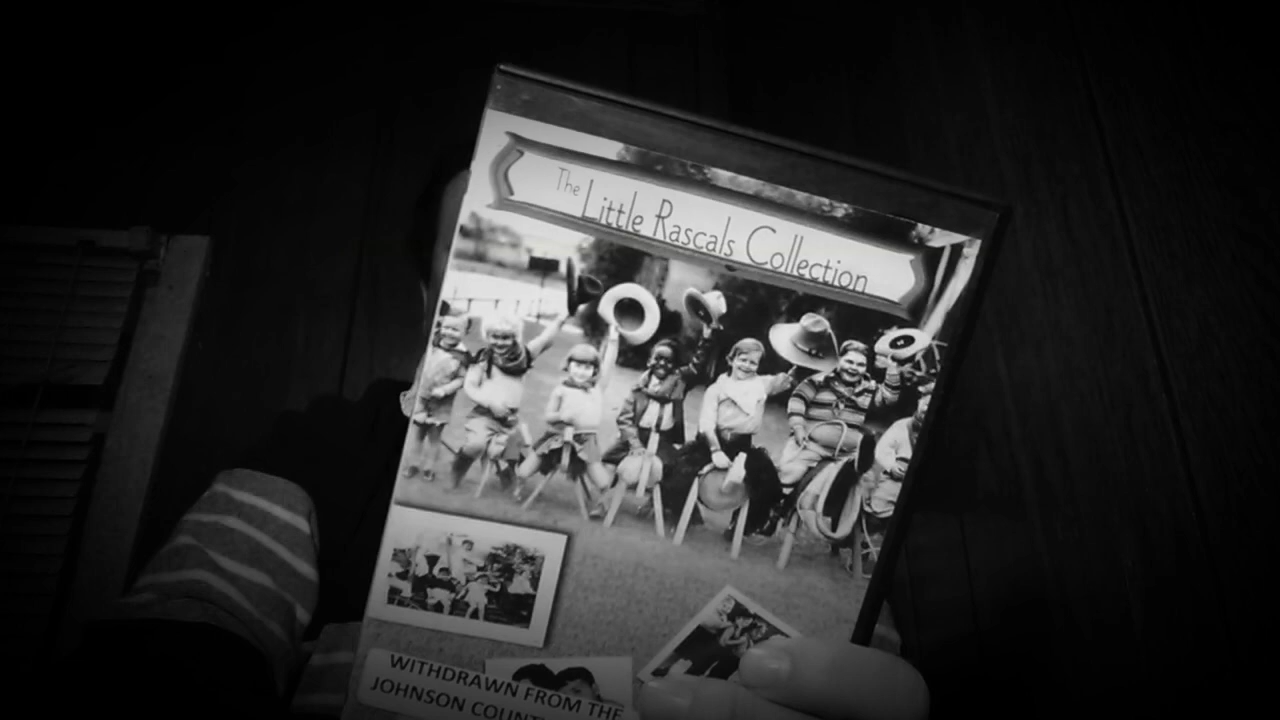 The Little Rascals Collection
WITHDRAWN FROM THE
JOHNSON COUNT